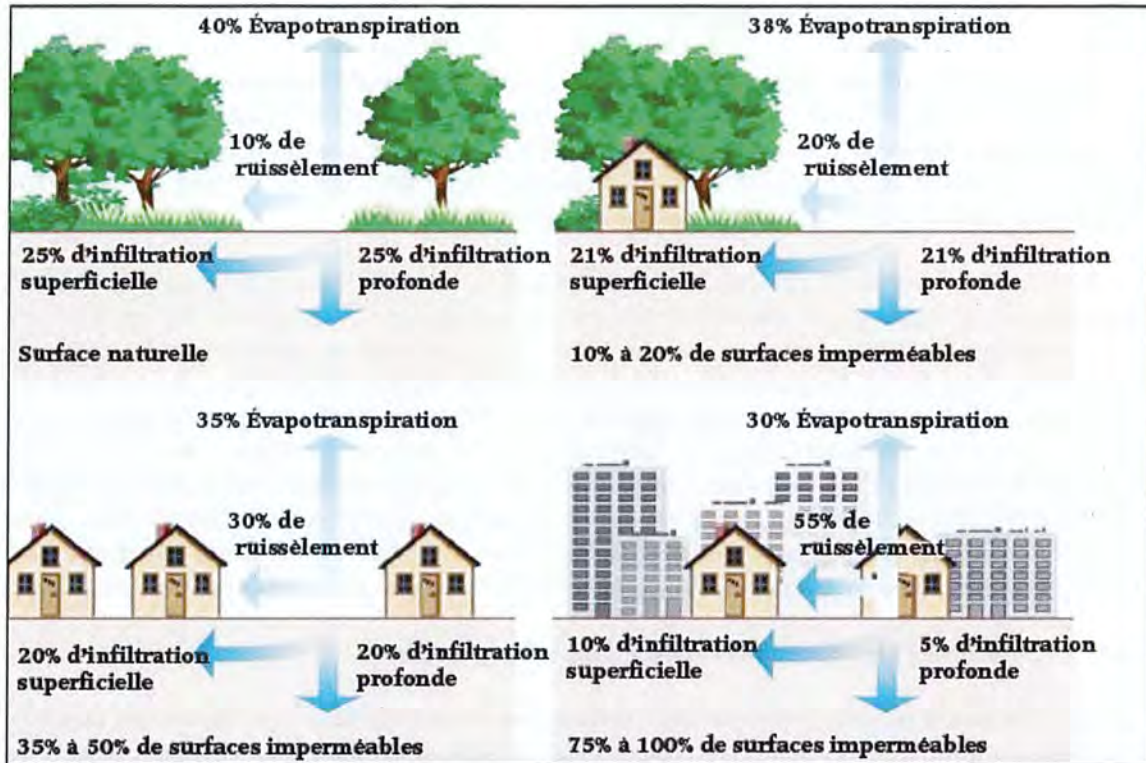 40% Évapotranspiration
10% de
ruissèlement
25% d'infiltration
superficielle
25% d'infiltration
profonde
Surface naturelle
38% Évapotranspiration
20% de
ruissèlement
21% d'infiltration
superficielle
21% d'infiltration
profonde
10% à 20% de surfaces imperméables
35% Évapotranspiration
30% de
ruissèlement
20% d'infiltration
superficielle
20% d'infiltration
profonde
35% à 50% de surfaces imperméables
30% Évapotranspiration
55% de
ruissèlement
10% d'infiltration
superficielle
5% d'infiltration
profonde
75% à 100% de surfaces imperméables